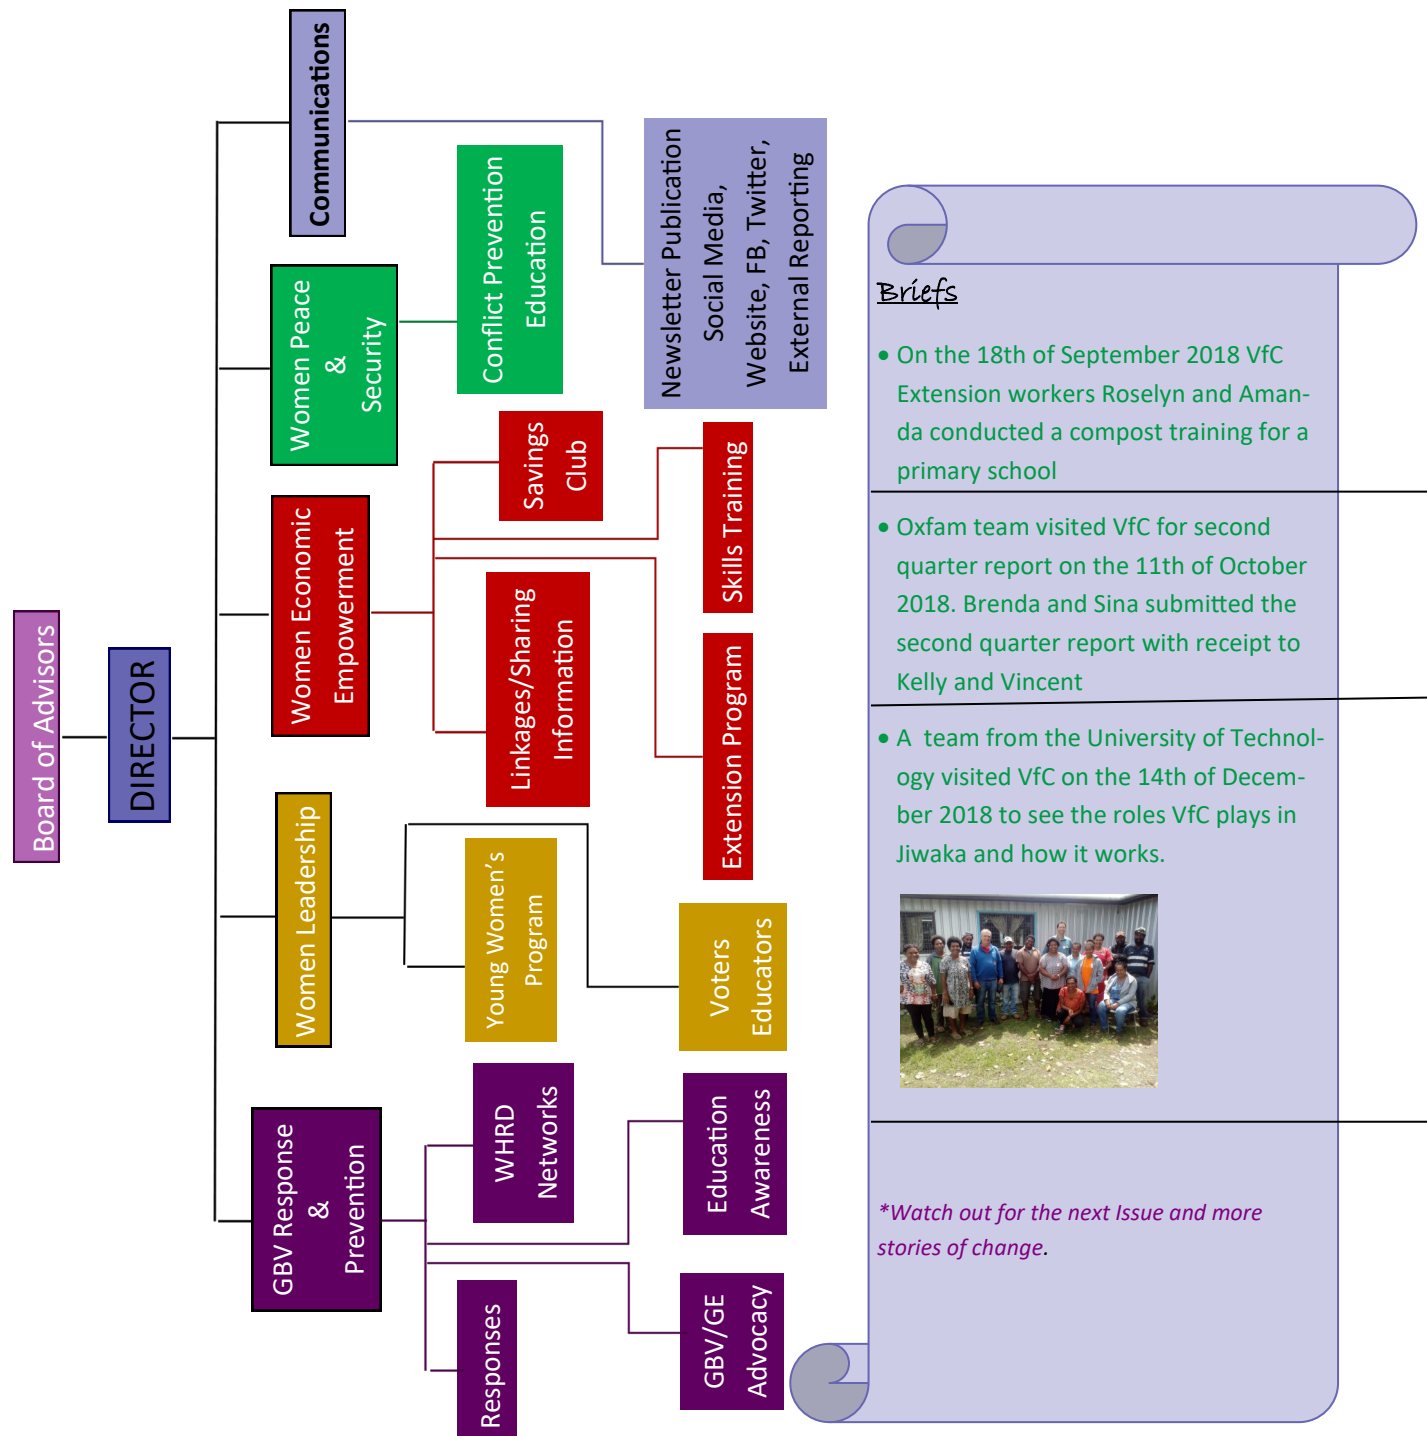 Board of Advisors
DIRECTOR
GBV Response
&
Prevention
Women Leadership
Women Economic
Empowerment
Women Peace
&
Security
Communications
Responses
WHRD
Networks
GBV/GE
Advocacy
Education
Awareness
Young Women’s
Program
Voters
Educators
Linkages/Sharing
Information
Savings
Club
Extension Program
Skills Training
Conflict Prevention
Education
Newsletter Publication
Social Media,
Website, FB, Twitter,
External Reporting
Briefs
• On the 18th of September 2018 VfC
Extension workers Roselyn and Aman-
da conducted a compost training for a
primary school
• Oxfam team visited VfC for second
quarter report on the 11th of October
2018. Brenda and Sina submitted the
second quarter report with receipt to
Kelly and Vincent
• A team from the University of Technol-
ogy visited VfC on the 14th of Decem-
ber 2018 to see the roles VfC plays in
Jiwaka and how it works.
*Watch out for the next Issue and more
stories of change.